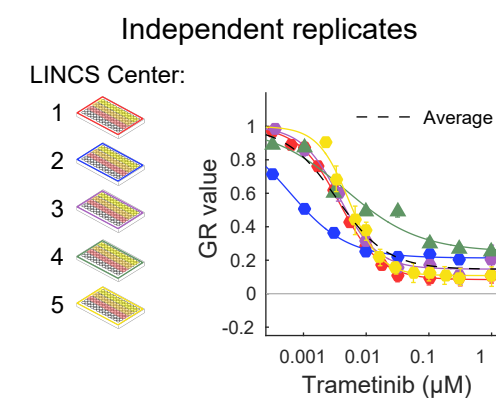 Independent replicates
LINCS Center:
1
2
3
4
5
Average
GR value
1
0.8
0.6
0.4
0.2
0
-0.2
0.001 0.01 0.1 1
Trametinib (µM)